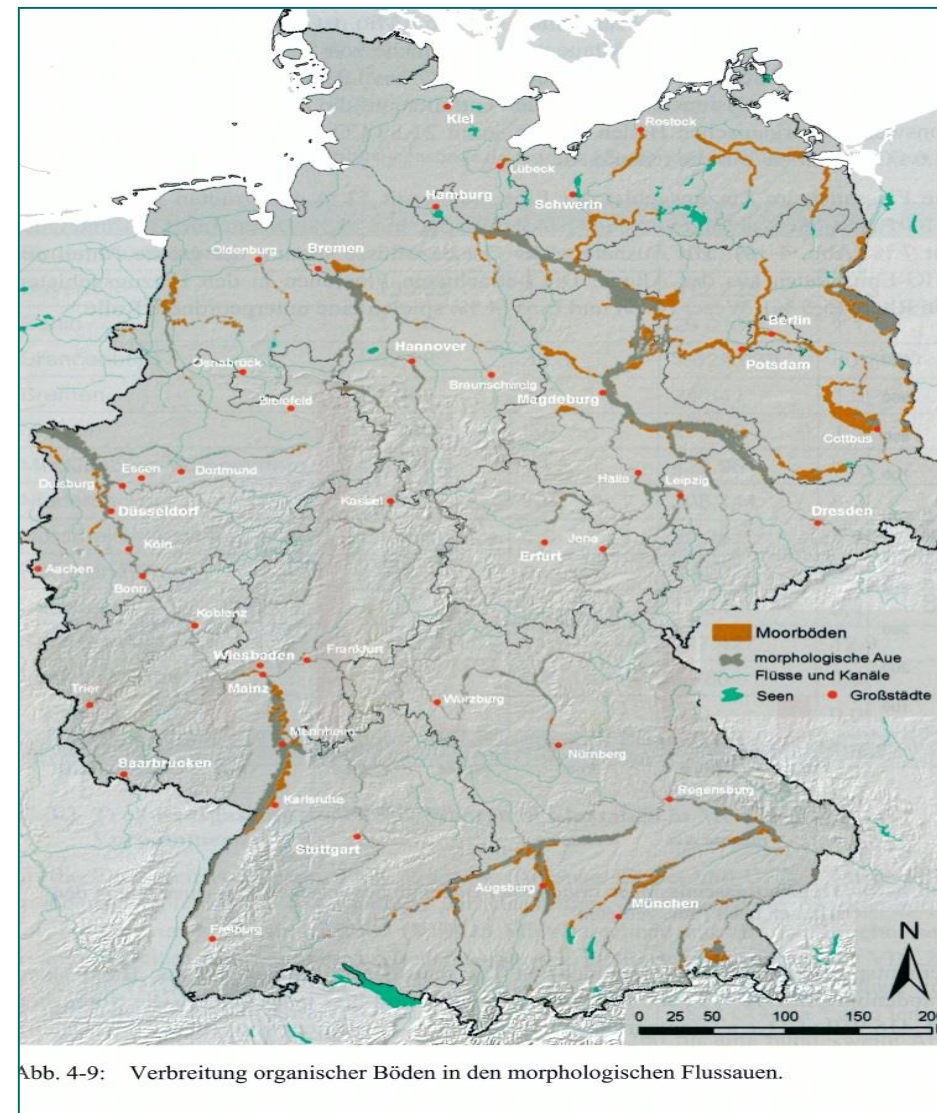 Kiel
Rostock
Lübeck
Hamburg
Schwerin
Oldenburg
Bremen
Berlin
Hannover
Potsdam
Osnabrück
Braunschweig
Bielefeld
Magdeburg
Cottbus
Essen
Dortmund
Duisburg
Halle
Leipzig
Düsseldorf
Kassel
Dresden
Köln
Erfurt
Jena
Aachen
Bonn
Koblenz
Moorböden
morphologische Aue
Flüsse und Kanäle
Seen
Großstädte
Wiesbaden
Frankfurt
Mainz
Trier
Würzburg
Mannheim
Nürnberg
Saarbrücken
Karlsruhe
Regensburg
Stuttgart
Augsburg
München
Freiburg
N
0 25 50 100 150 20
Abb. 4-9: Verbreitung organischer Böden in den morphologischen Flussauen.